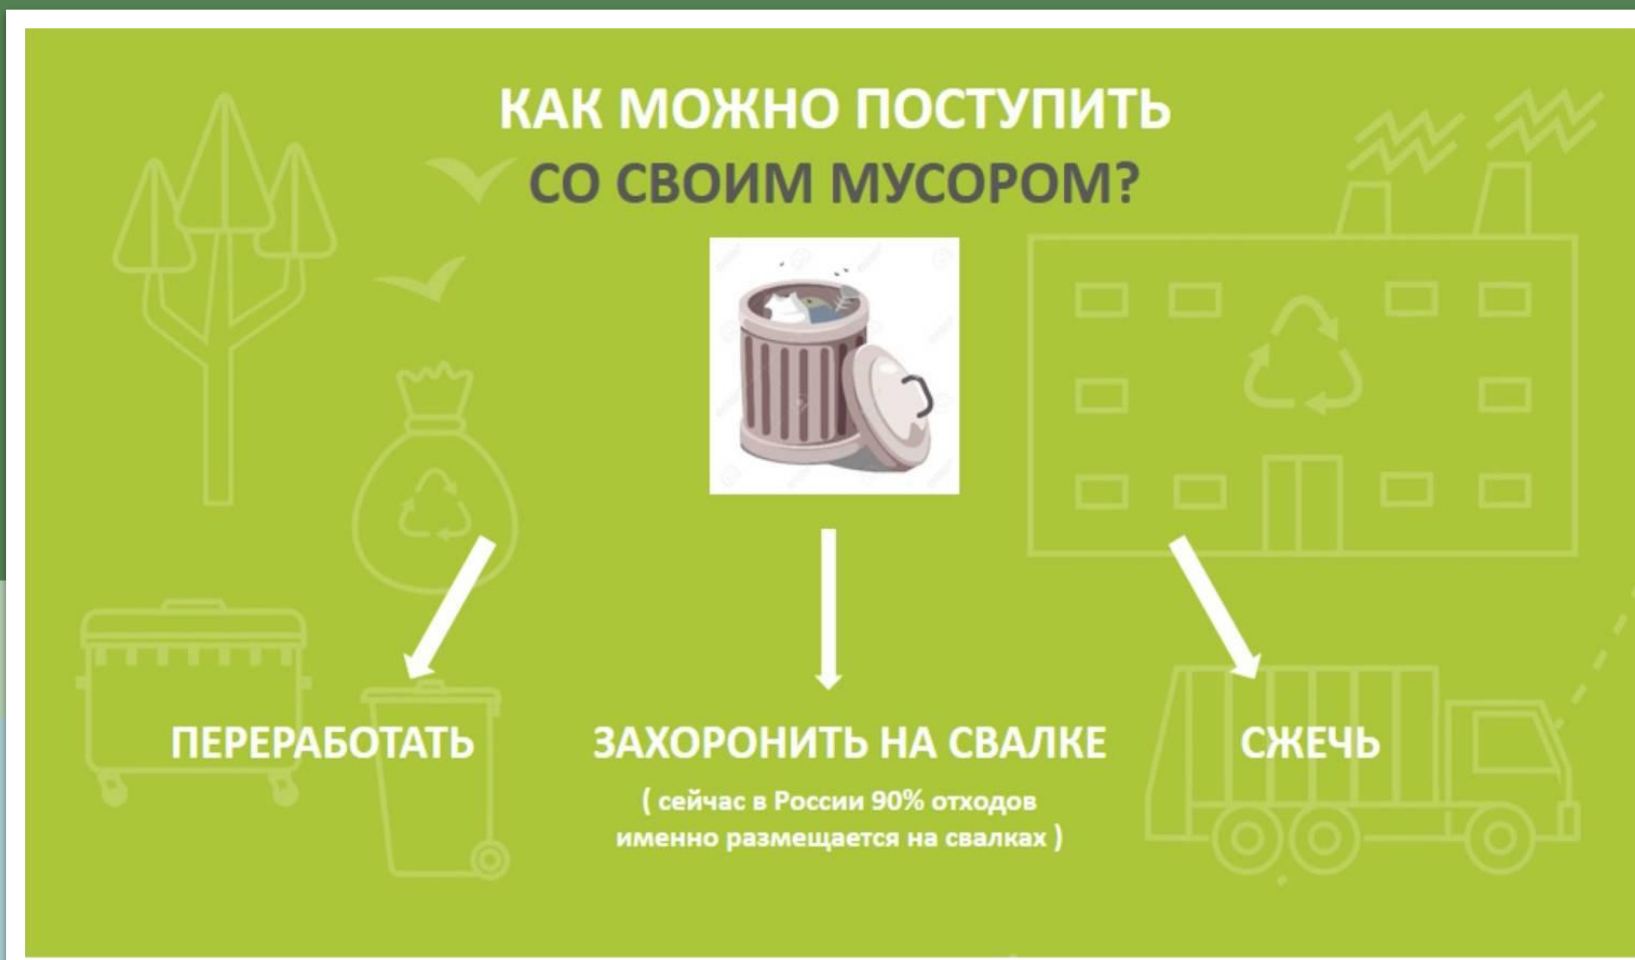 КАК МОЖНО ПОСТУПИТЬ
СО СВОИМ МУСОРОМ?
ПЕРЕРАБОТАТЬ
ЗАХОРОНИТЬ НА СВАЛКЕ
( сейчас в России 90% отходов
именно размещается на свалках )
СЖЕЧЬ